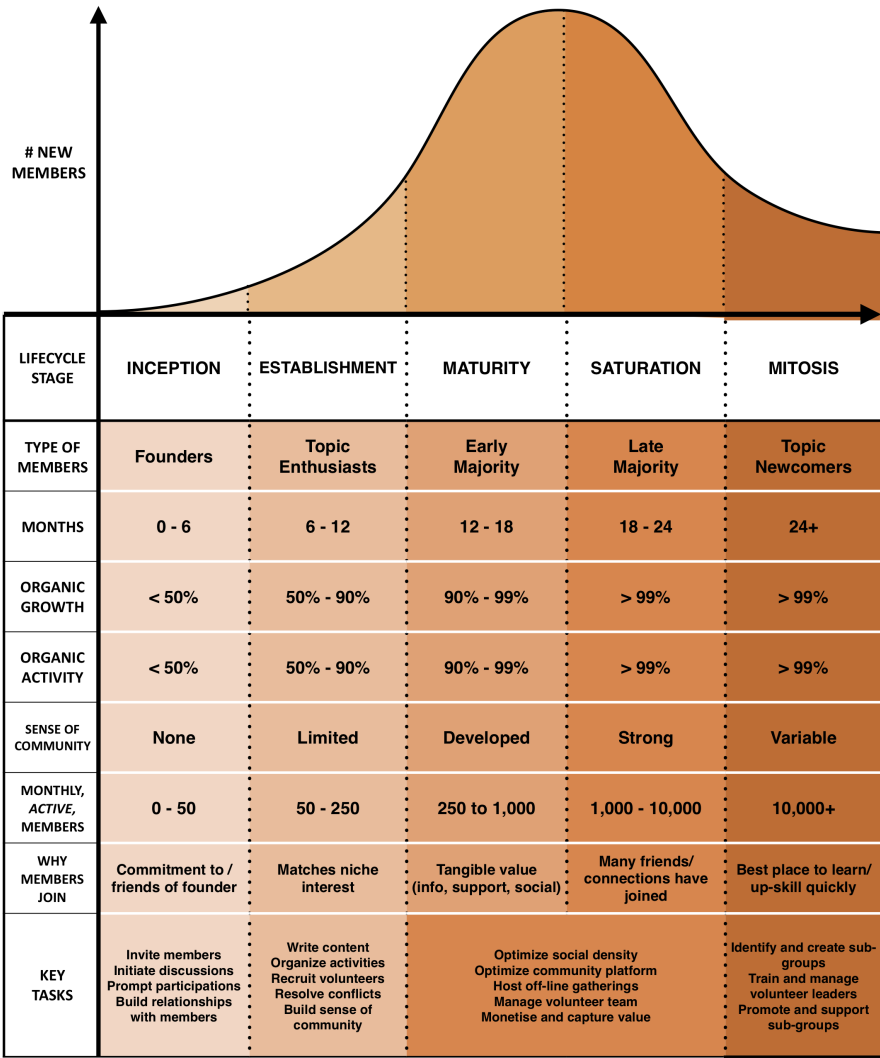 # NEW
MEMBERS
LIFECYCLE
STAGE
INCEPTION
ESTABLISHMENT
MATURITY
SATURATION
MITOSIS
TYPE OF
MEMBERS
Founders
Topic
Enthusiasts
Early
Majority
Late
Majority
Topic
Newcomers
MONTHS
0 - 6
6 - 12
12 - 18
18 - 24
24+
ORGANIC
GROWTH
< 50%
50% - 90%
90% - 99%
> 99%
> 99%
ORGANIC
ACTIVITY
< 50%
50% - 90%
90% - 99%
> 99%
> 99%
SENSE OF
COMMUNITY
None
Limited
Developed
Strong
Variable
MONTHLY,
ACTIVE,
MEMBERS
0 - 50
50 - 250
250 to 1,000
1,000 - 10,000
10,000+
WHY
MEMBERS
JOIN
Commitment to /
friends of founder
Matches niche
interest
Tangible value
(info, support, social)
Many friends/
connections have
joined
Best place to learn/
up-skill quickly
KEY
TASKS
Invite members
Initiate discussions
Prompt participations
Build relationships
with members
Write content
Organize activities
Recruit volunteers
Resolve conflicts
Build sense of
community
Optimize social density
Optimize community platform
Host off-line gatherings
Manage volunteer team
Monetise and capture value
Identify and create sub-
groups
Train and manage
volunteer leaders
Promote and support
sub-groups